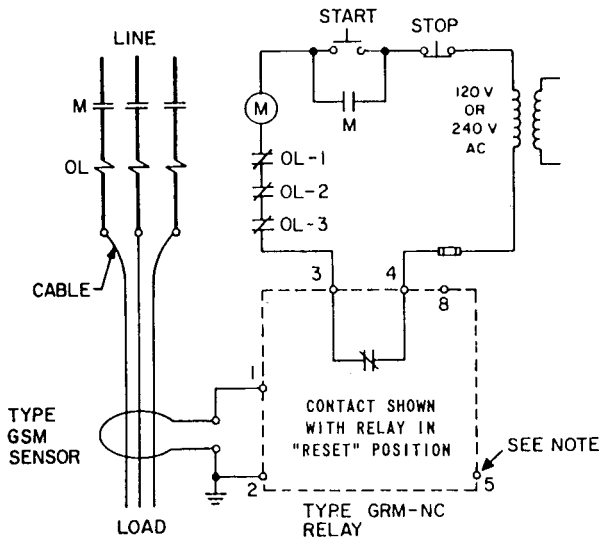 LINE
START
STOP
M
M
M
120 V
OR
240 V
AC
OL
OL-1
OL-2
OL-3
CABLE
3
4
8
1
CONTACT SHOWN
WITH RELAY IN
"RESET" POSITION
TYPE
GSM
SENSOR
SEE NOTE
2
5
TYPE GRM-NC
RELAY
LOAD